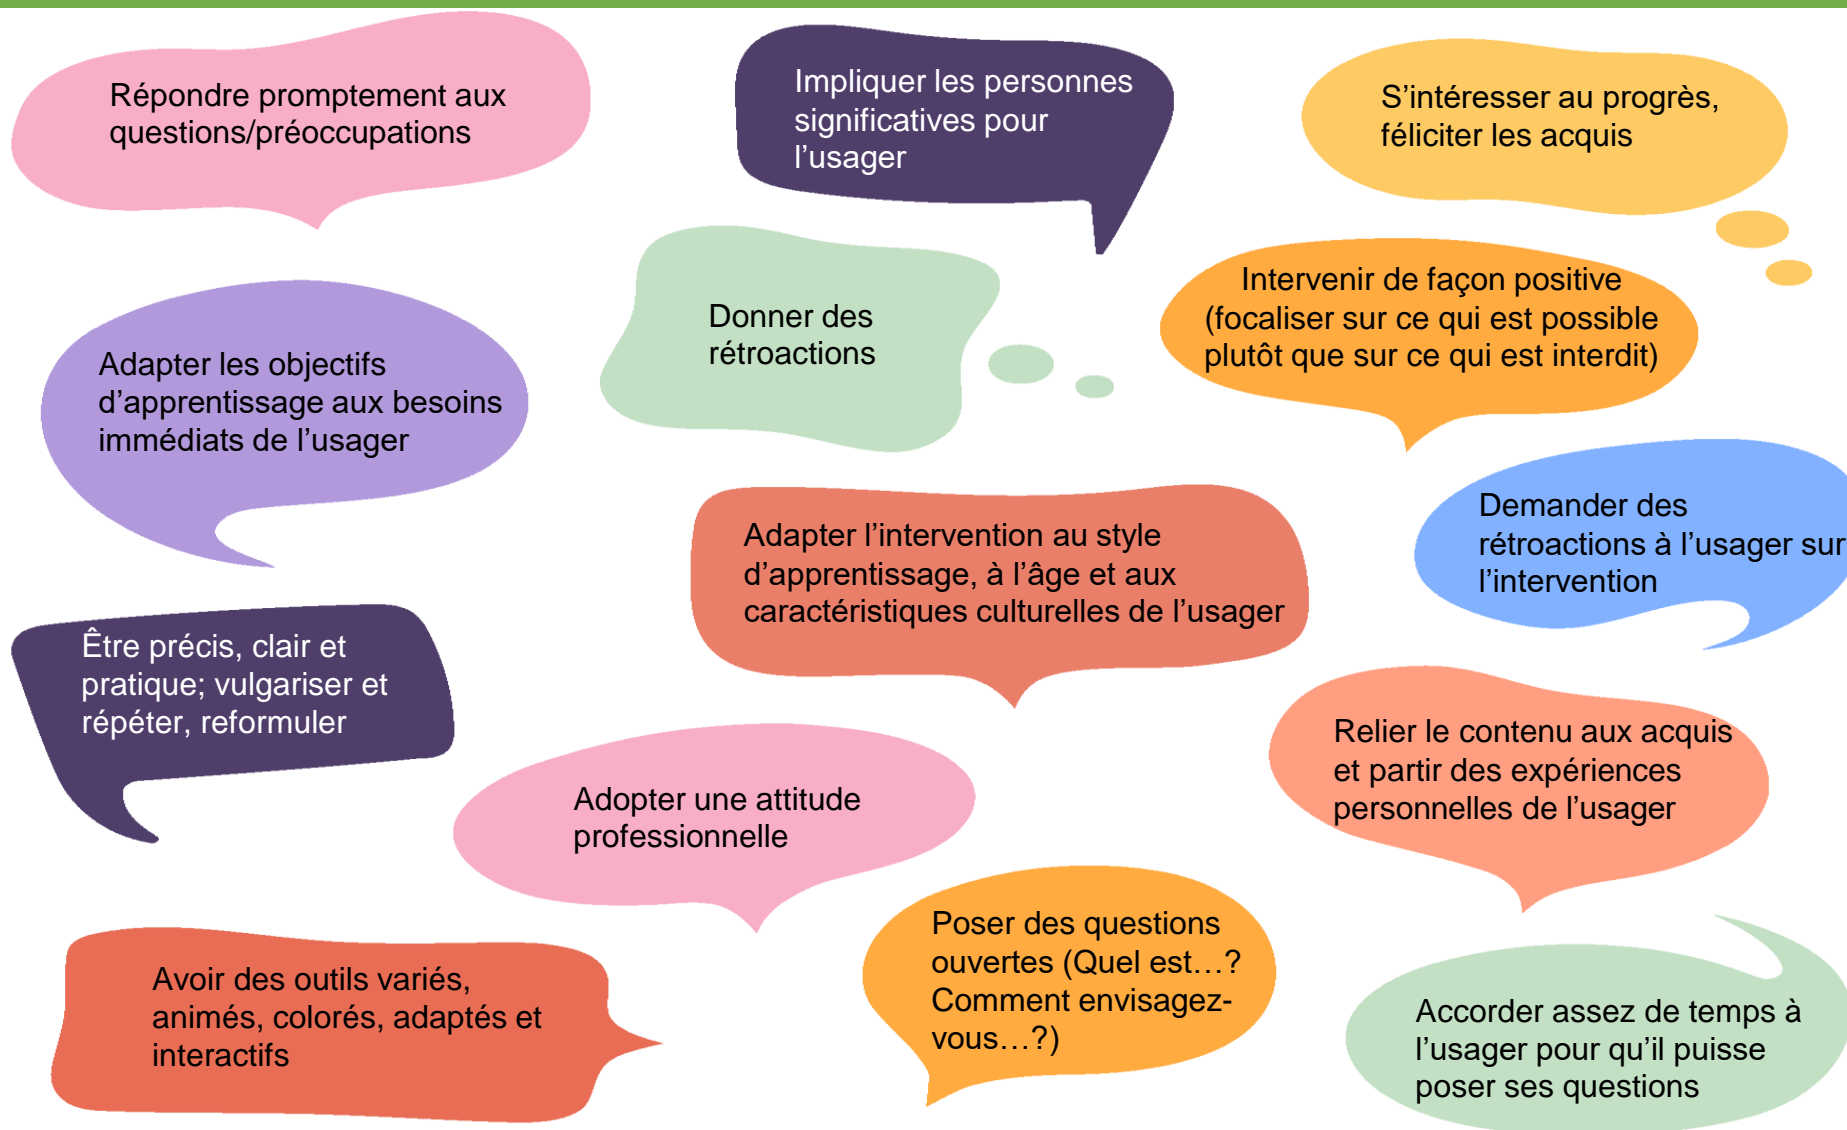 Répondre promptement aux
questions/préoccupations
Impliquer les personnes
significatives pour
l’usager
S’intéresser au progrès,
féliciter les acquis
Adapter les objectifs
d’apprentissage aux besoins
immédiats de l’usager
Donner des
rétroactions
Intervenir de façon positive
(focaliser sur ce qui est possible
plutôt que sur ce qui est interdit)
Adapter l’intervention au style
d’apprentissage, à l’âge et aux
caractéristiques culturelles de l’usager
Demander des
rétroactions à l’usager sur
l’intervention
Être précis, clair et
pratique; vulgariser et
répéter, reformuler
Adopter une attitude
professionnelle
Relier le contenu aux acquis
et partir des expériences
personnelles de l’usager
Avoir des outils variés,
animés, colorés, adaptés et
interactifs
Poser des questions
ouvertes (Quel est…?
Comment envisagez-
vous…?)
Accorder assez de temps à
l’usager pour qu’il puisse
poser ses questions